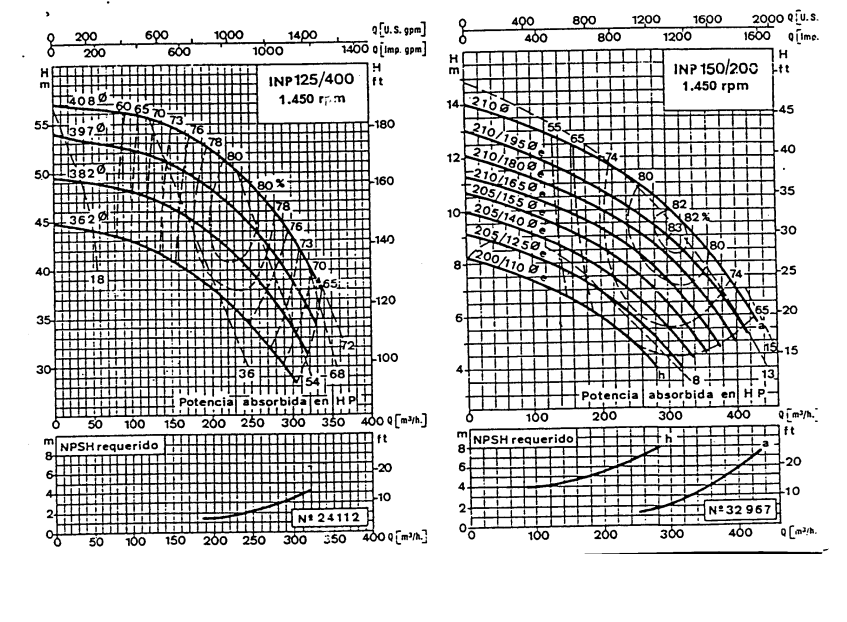 0 400 800 1200 Q[U.S. gpm]
0 200 600 600 1000 1400 Q[Imp. gpm]
H
m
H
ft
INP 125/400
1.450 rpm
408 Ø
60 65 70 73 76 78 80
397 Ø
382 Ø
362 Ø
80 %
78
76
73
70
65
55
50
45
40
35
30
180
160
140
120
100
18
36
54
68
72
Potencia absorbida en HP
0 50 100 150 200 250 300 350 400 Q [m³/h.]
m
NPSH requerido
ft
8
6
4
2
0
20
10
Nº 24112
0 50 100 150 200 250 300 350 400 Q [m³/h.]
0 400 800 1200 1600 2000 Q[U.S.
0 400 800 1200 1600 Q[Imp.
H
m
H
ft
INP 150/200
1.450 rpm
210 Ø
210/195 Ø e
210/180 Ø e
210/165 Ø e
205/155 Ø e
205/140 Ø e
205/125 Ø e
200/110 Ø e
55 65 74 80 82
82 %
83
80
74
65
a
h
14
12
10
8
6
4
45
40
35
30
25
20
15
8
13
15
Potencia absorbida en HP
0 100 200 300 400 Q [m³/h.]
m
NPSH requerido
h
a
ft
8
6
4
2
0
20
10
Nº 32 967
0 100 200 300 400 Q [m³/h.